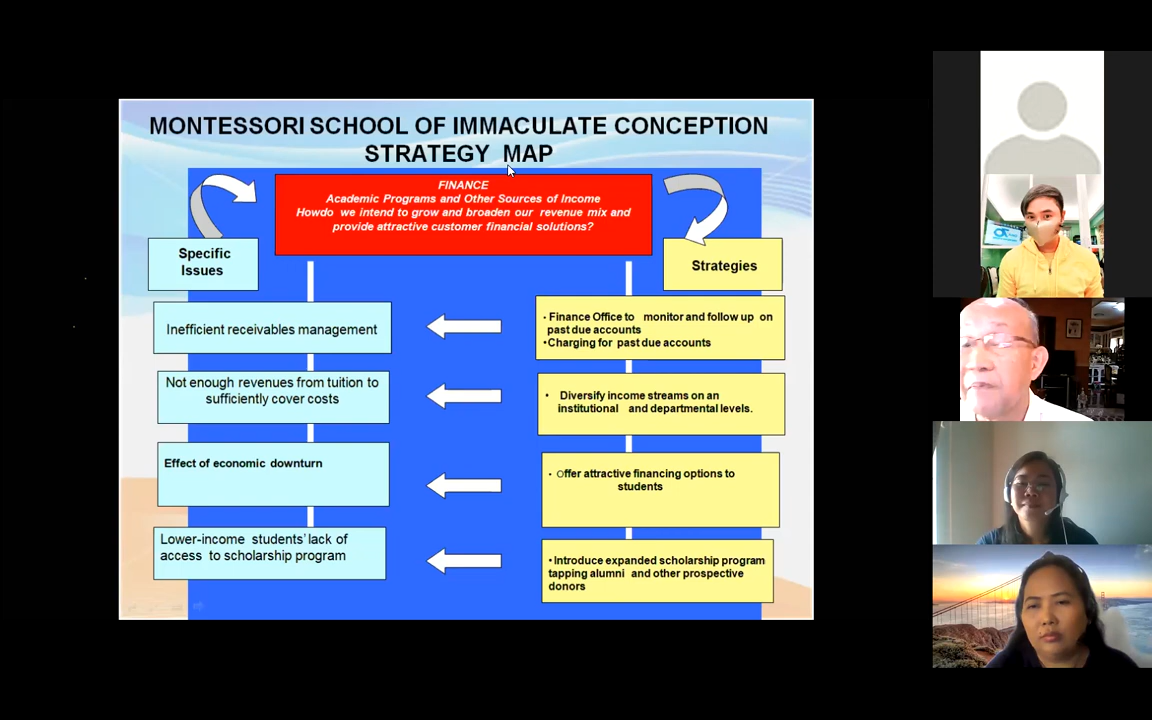 MONTESSORI SCHOOL OF IMMACULATE CONCEPTION
STRATEGY MAP
FINANCE
Academic Programs and Other Sources of Income
Howdo we intend to grow and broaden our revenue mix and
provide attractive customer financial solutions?
Specific
Issues
Strategies
Inefficient receivables management
• Finance Office to monitor and follow up on
past due accounts
•Charging for past due accounts
Not enough revenues from tuition to
sufficiently cover costs
• Diversify income streams on an
institutional and departmental levels.
Effect of economic downturn
• Offer attractive financing options to
students
Lower-income students' lack of
access to scholarship program
•Introduce expanded scholarship program
tapping alumni and other prospective
donors